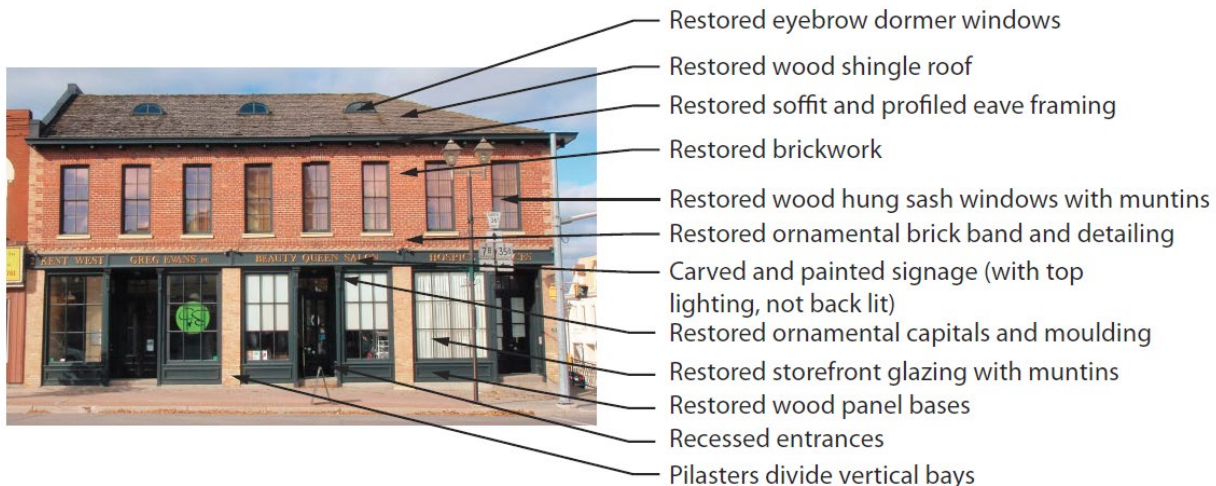 Restored eyebrow dormer windows
Restored wood shingle roof
Restored soffit and profiled eave framing
Restored brickwork
Restored wood hung sash windows with muntins
Restored ornamental brick band and detailing
Carved and painted signage (with top
lighting, not back lit)
Restored ornamental capitals and moulding
Restored storefront glazing with muntins
Restored wood panel bases
Recessed entrances
Pilasters divide vertical bays
KENT WEST
GREG EVANS
BEAUTY QUEEN SALON
35